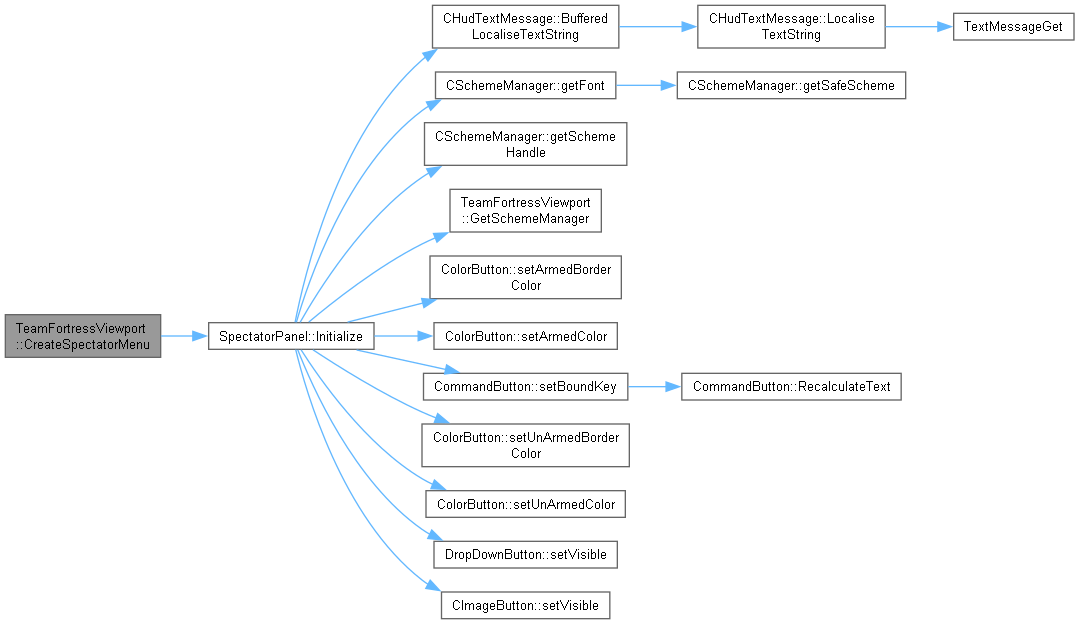 CHudTextMessage::Buffered
LocaliseTextString
CHudTextMessage::Localise
TextString
TextMessageGet
CSchemeManager::getFont
CSchemeManager::getSafeScheme
CSchemeManager::getScheme
Handle
TeamFortressViewport
::GetSchemeManager
ColorButton::setArmedBorder
Color
TeamFortressViewport
::CreateSpectatorMenu
SpectatorPanel::Initialize
ColorButton::setArmedColor
CommandButton::setBoundKey
CommandButton::RecalculateText
ColorButton::setUnArmedBorder
Color
ColorButton::setUnArmedColor
DropDownButton::setVisible
CImageButton::setVisible